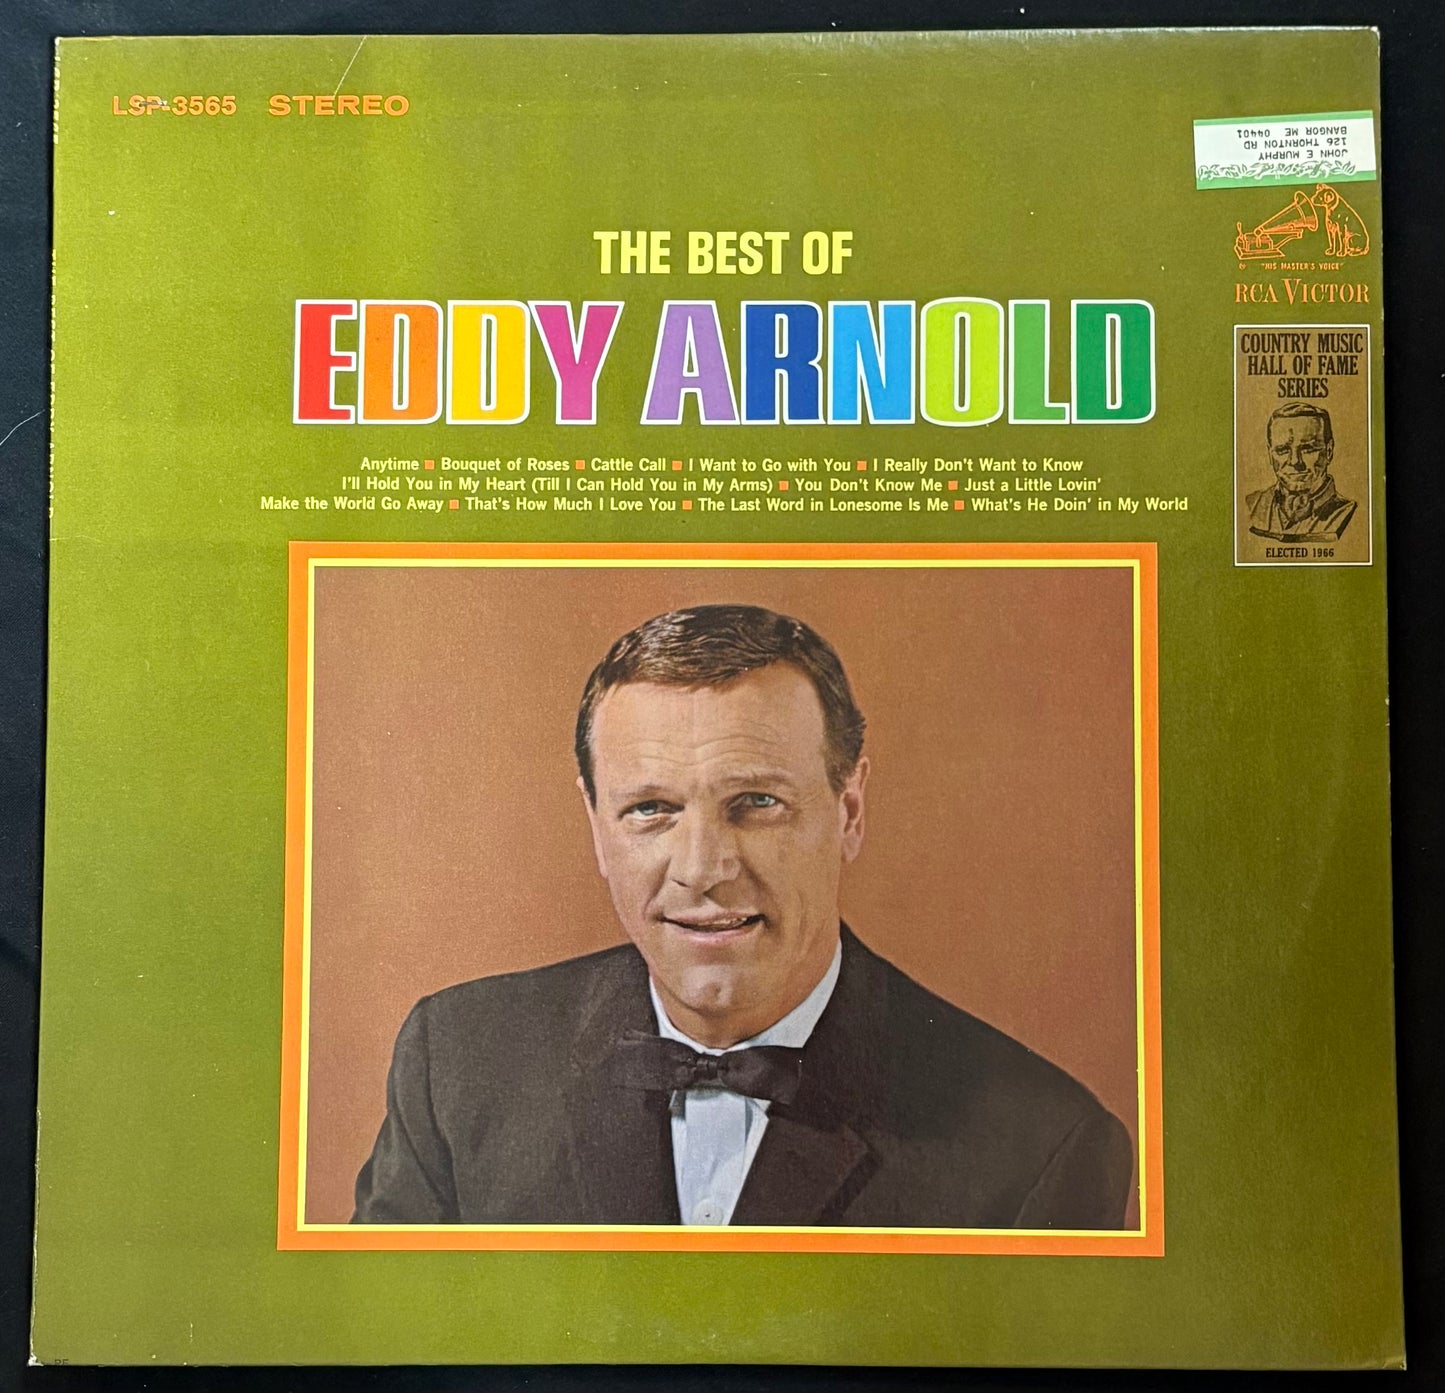 LSP-3565 STEREO
JOHN E MURPHY
126 THORNTON RD
BANGOR ME 04401
"HIS MASTER'S VOICE"
RCA VICTOR
THE BEST OF
EDDY ARNOLD
COUNTRY MUSIC
HALL OF FAME
SERIES
ELECTED 1966
Anytime ■ Bouquet of Roses ■ Cattle Call ■ I Want to Go with You ■ I Really Don't Want to Know
I'll Hold You in My Heart (Till I Can Hold You in My Arms) ■ You Don't Know Me ■ Just a Little Lovin'
Make the World Go Away ■ That's How Much I Love You ■ The Last Word in Lonesome Is Me ■ What's He Doin' in My World